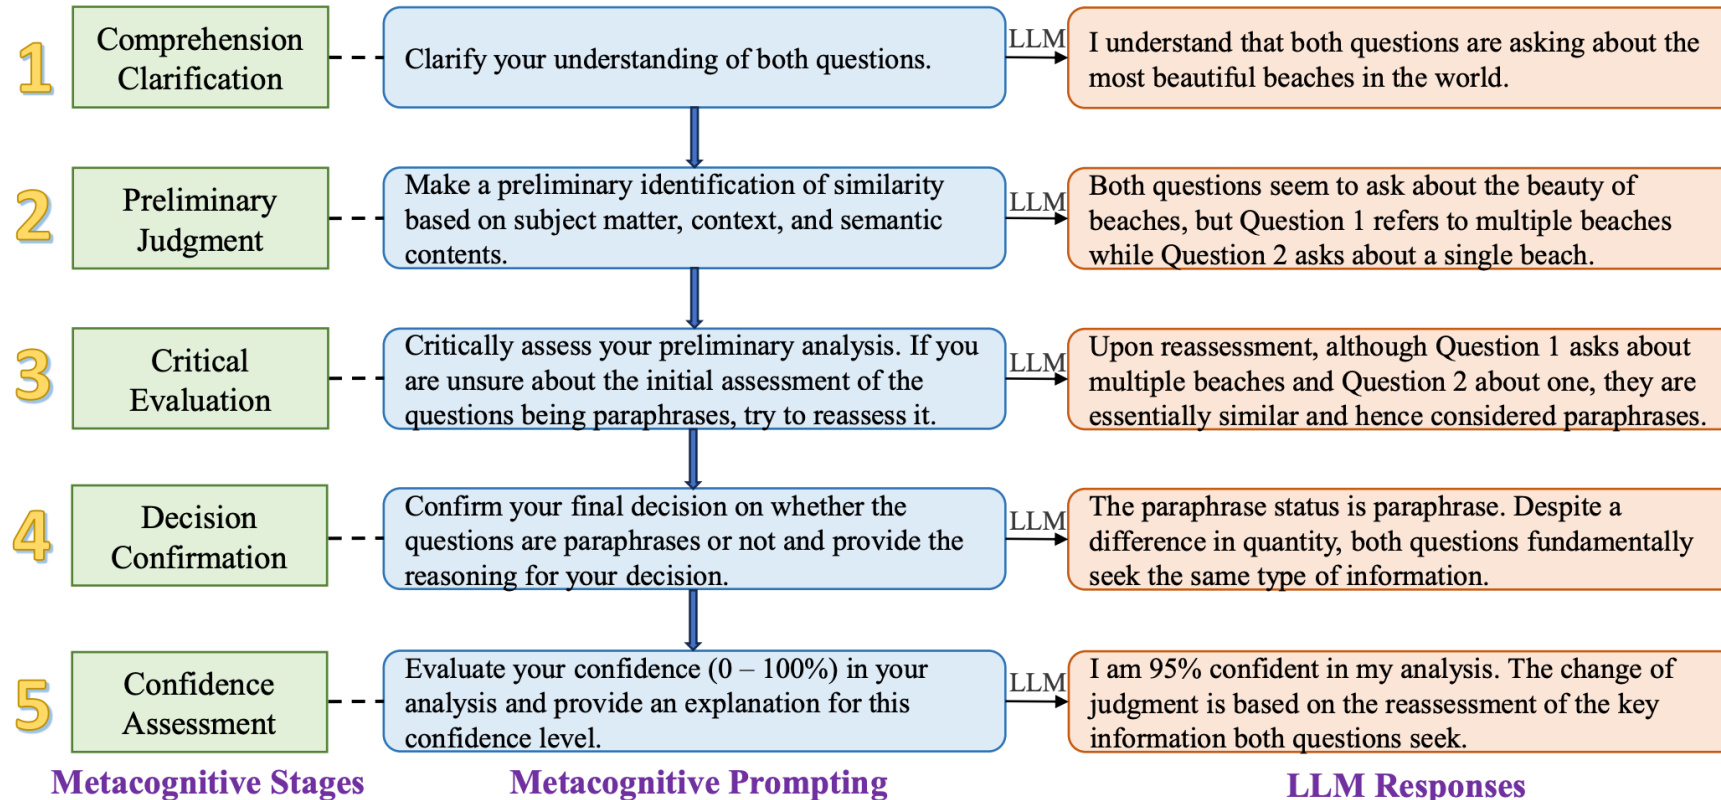 1
Comprehension
Clarification
Clarify your understanding of both questions.
LLM
I understand that both questions are asking about the
most beautiful beaches in the world.
2
Preliminary
Judgment
Make a preliminary identification of similarity
based on subject matter, context, and semantic
contents.
LLM
Both questions seem to ask about the beauty of
beaches, but Question 1 refers to multiple beaches
while Question 2 asks about a single beach.
3
Critical
Evaluation
Critically assess your preliminary analysis. If you
are unsure about the initial assessment of the
questions being paraphrases, try to reassess it.
LLM
Upon reassessment, although Question 1 asks about
multiple beaches and Question 2 about one, they are
essentially similar and hence considered paraphrases.
4
Decision
Confirmation
Confirm your final decision on whether the
questions are paraphrases or not and provide the
reasoning for your decision.
LLM
The paraphrase status is paraphrase. Despite a
difference in quantity, both questions fundamentally
seek the same type of information.
5
Confidence
Assessment
Evaluate your confidence (0 – 100%) in your
analysis and provide an explanation for this
confidence level.
LLM
I am 95% confident in my analysis. The change of
judgment is based on the reassessment of the key
information both questions seek.
Metacognitive Stages
Metacognitive Prompting
LLM Responses